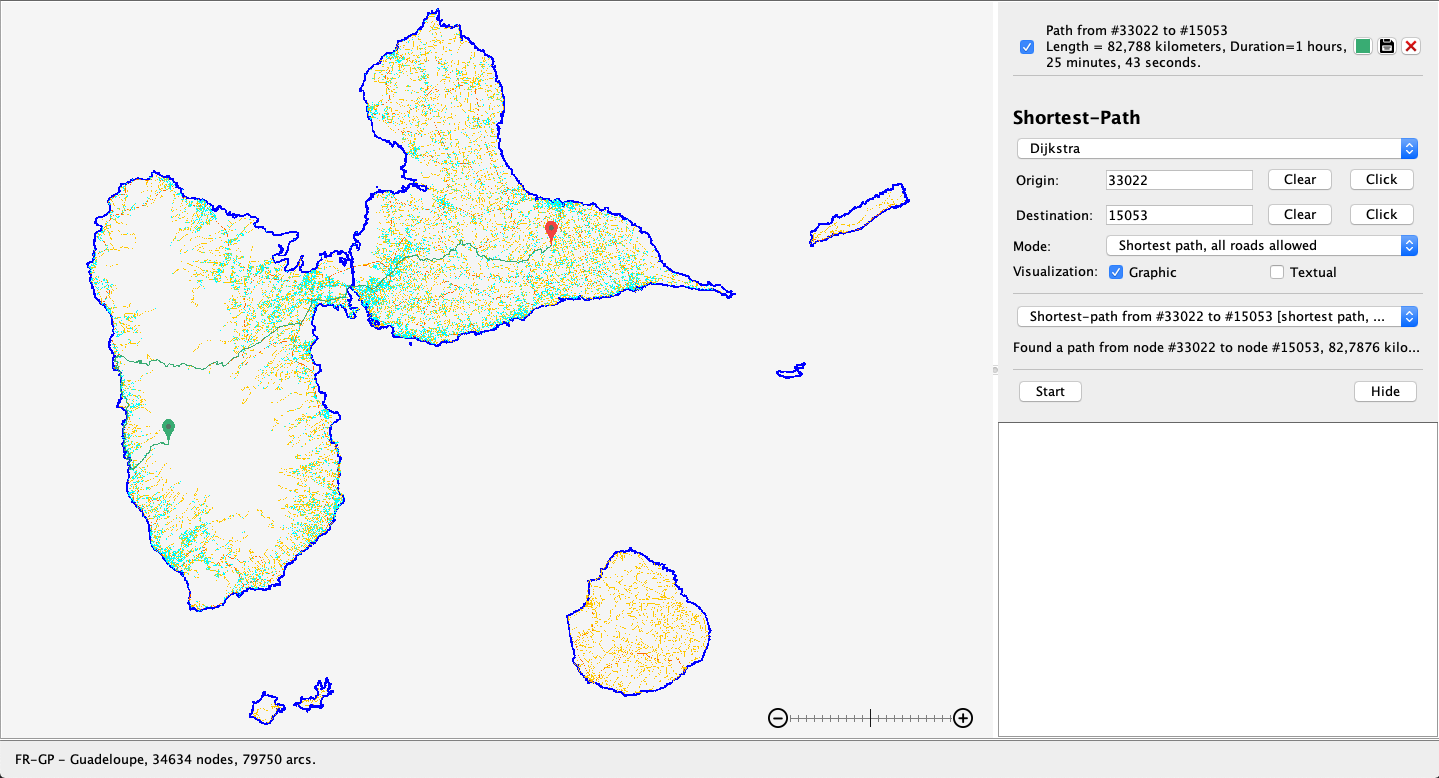 Path from #33022 to #15053
Length = 82,788 kilometers, Duration=1 hours,
25 minutes, 43 seconds.
Shortest-Path
Dijkstra
Origin: 33022 Clear Click
Destination: 15053 Clear Click
Mode: Shortest path, all roads allowed
Visualization: Graphic Textual
Shortest-path from #33022 to #15053 [shortest path, ...
Found a path from node #33022 to node #15053, 82,7876 kilo...
Start Hide
FR-GP - Guadeloupe, 34634 nodes, 79750 arcs.